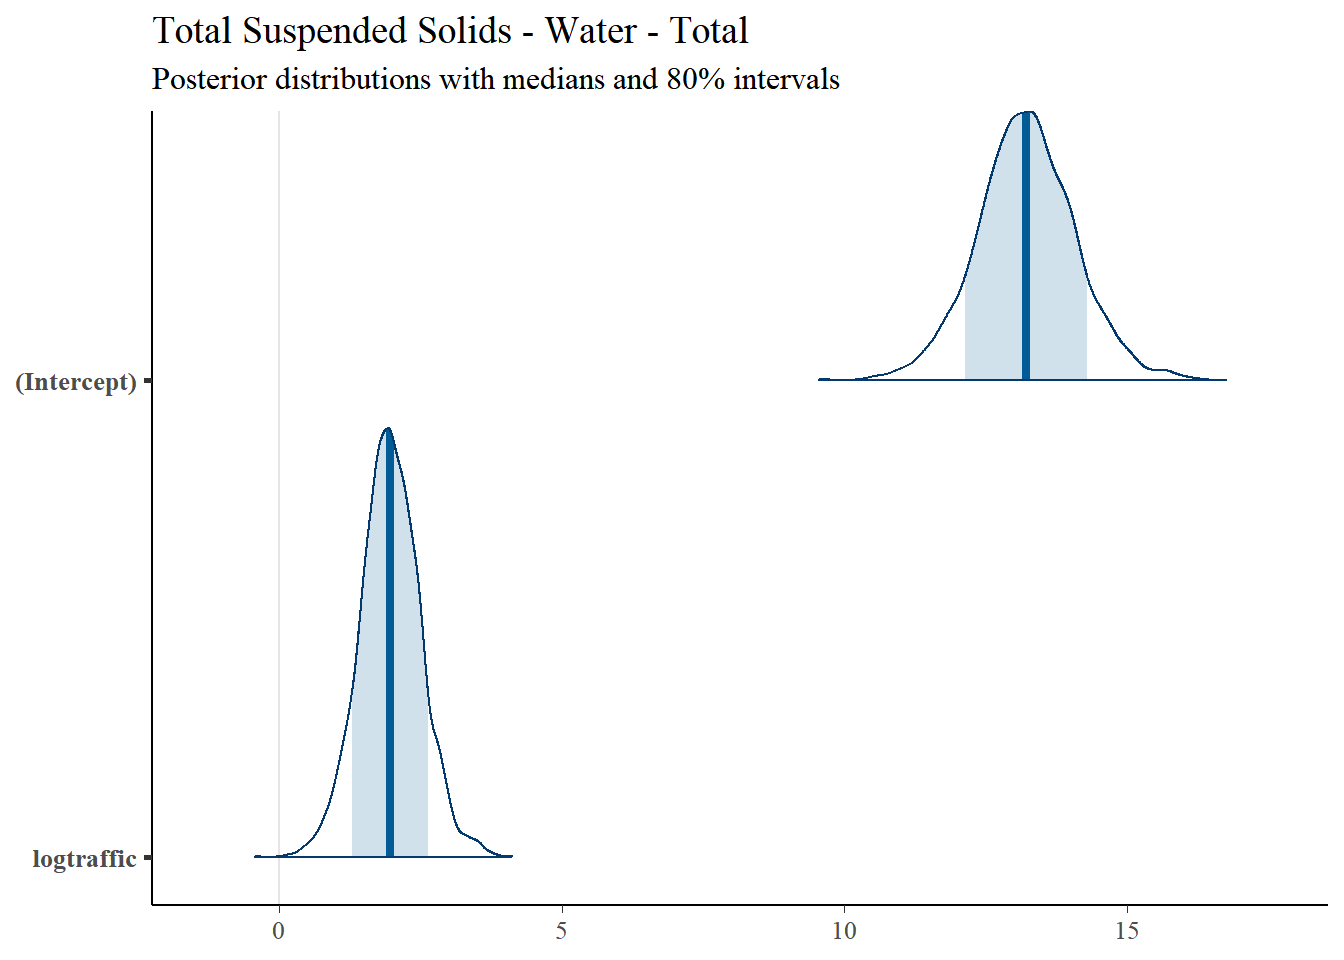 Total Suspended Solids - Water - Total
Posterior distributions with medians and 80% intervals
(Intercept)
logtraffic
0 5 10 15